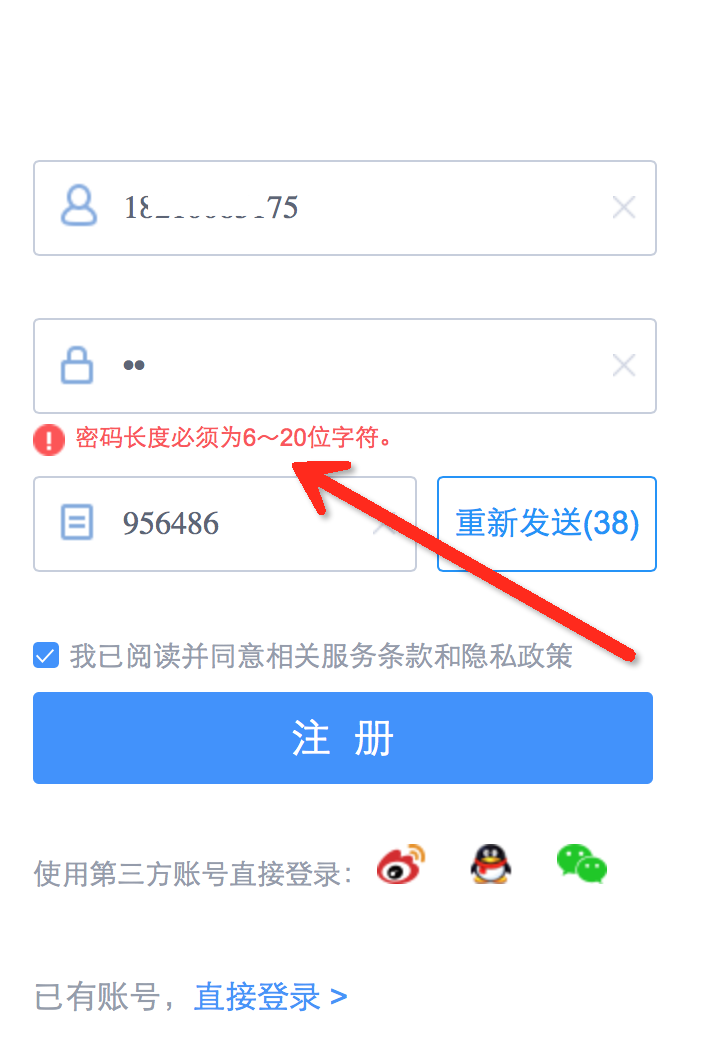 75
••
密码长度必须为6～20位字符。
956486
重新发送(38)
我已阅读并同意相关服务条款和隐私政策
注 册
使用第三方账号直接登录：
已有账号，直接登录 >